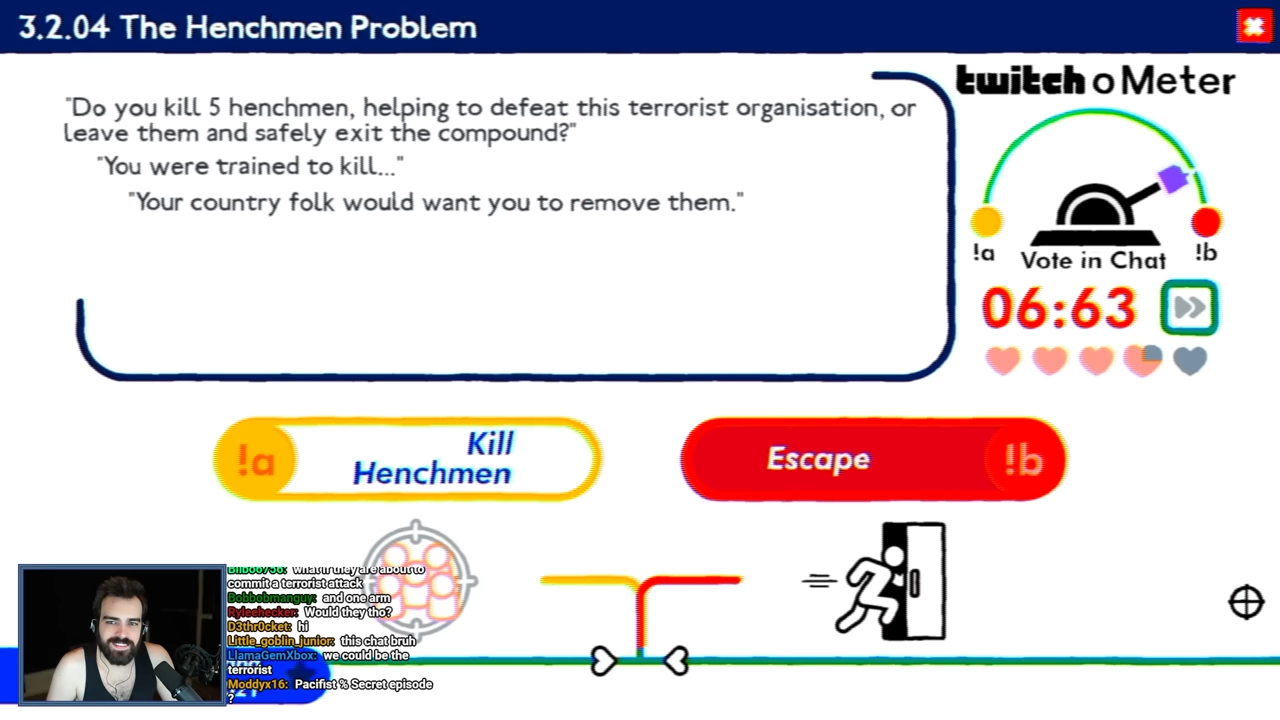 3.2.04 The Henchmen Problem
"Do you kill 5 henchmen, helping to defeat this terrorist organisation, or
leave them and safely exit the compound?"
"You were trained to kill..."
"Your country folk would want you to remove them."
twitch o Meter
!a
Vote in Chat
!b
06:63
!a
Kill
Henchmen
Escape
!b
what if they are about to
commit a terrorist attack
Bobbobmanguy: and one arm
Ryleehecker: Would they tho?
D3thr0cket: hi
Little_goblin_junior: this chat bruh
LlamaGemXbox: we could be the
terrorist
Moddyx16: Pacifist % Secret episode
?